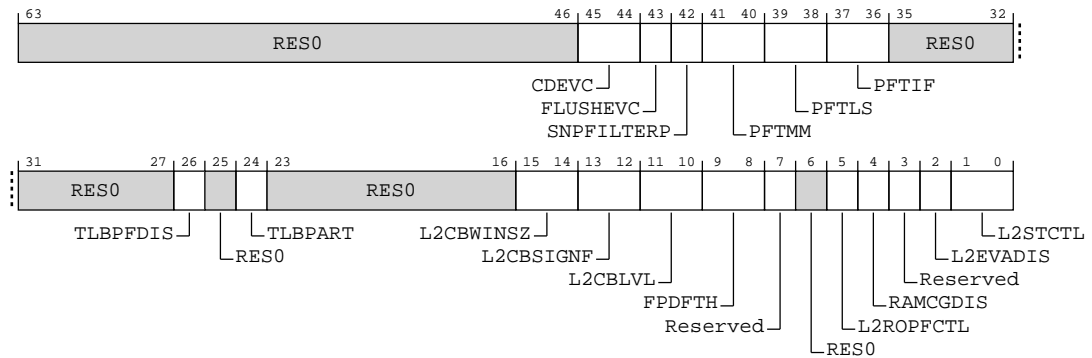 63 46 45 44 43 42 41 40 39 38 37 36 35 32
RES0 RES0
CDEVC PFTIF
FLUSHEVC PFTLS
SNPFILTERP PFTMM
31 27 26 25 24 23 16 15 14 13 12 11 10 9 8 7 6 5 4 3 2 1 0
RES0 RES0
TLBPFDIS TLBPART L2CBWINSZ L2STCTL
RES0 L2CBSIGNF L2EVADIS
L2CBLVL Reserved
FPDFTH RAMCGDIS
Reserved L2ROPFCTL
RES0